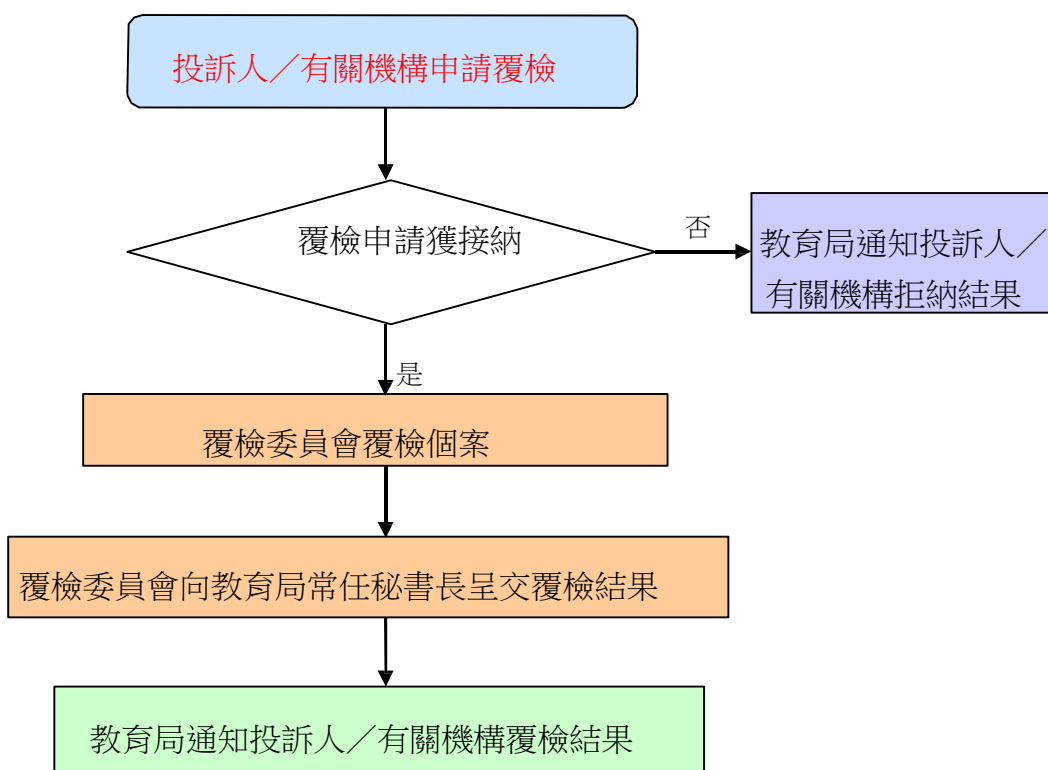 投訴人／有關機構申請覆檢
覆檢申請獲接納
否
教育局通知投訴人／
有關機構拒納結果
是
覆檢委員會覆檢個案
覆檢委員會向教育局常任秘書長呈交覆檢結果
教育局通知投訴人／有關機構覆檢結果